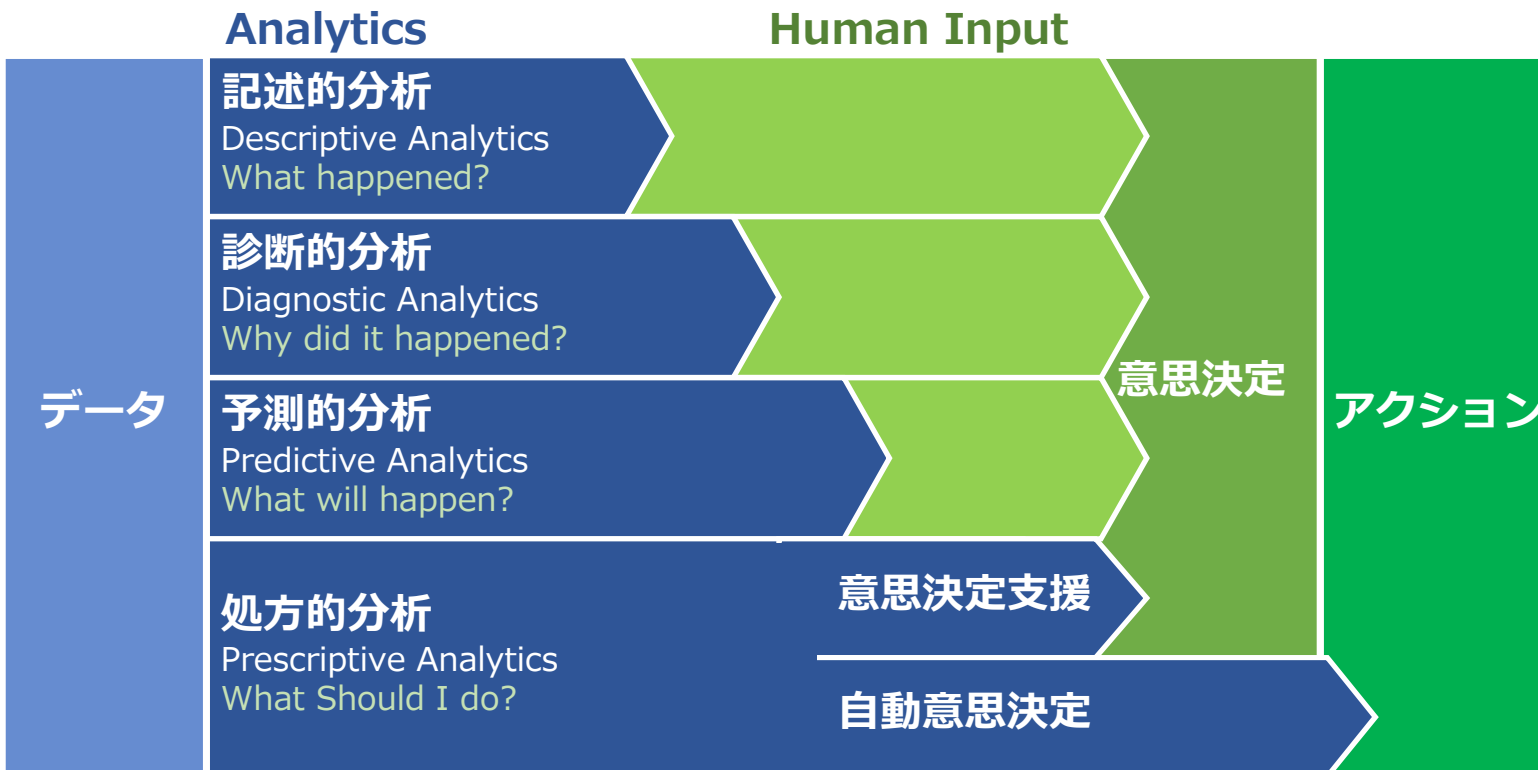 Analytics
Human Input
データ
記述的分析
Descriptive Analytics
What happened?
診断的分析
Diagnostic Analytics
Why did it happened?
予測的分析
Predictive Analytics
What will happen?
処方的分析
Prescriptive Analytics
What Should I do?
意思決定支援
自動意思決定
意思決定
アクション